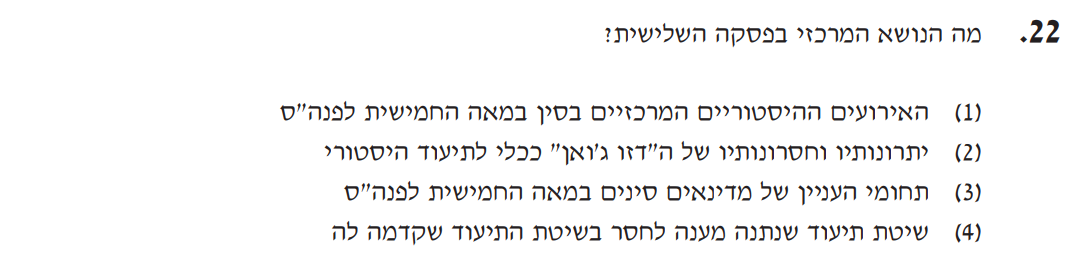 22. מה הנושא המרכזי בפסקה השלישית?
(1) האירועים ההיסטוריים המרכזיים בסין במאה החמישית לפנה"ס
(2) יתרונותיו וחסרונותיו של ה"דזו ג'ואן" ככלי לתיעוד היסטורי
(3) תחומי העניין של מדינאים סינים במאה החמישית לפנה"ס
(4) שיטת תיעוד שנתנה מענה לחסר בשיטת התיעוד שקדמה לה